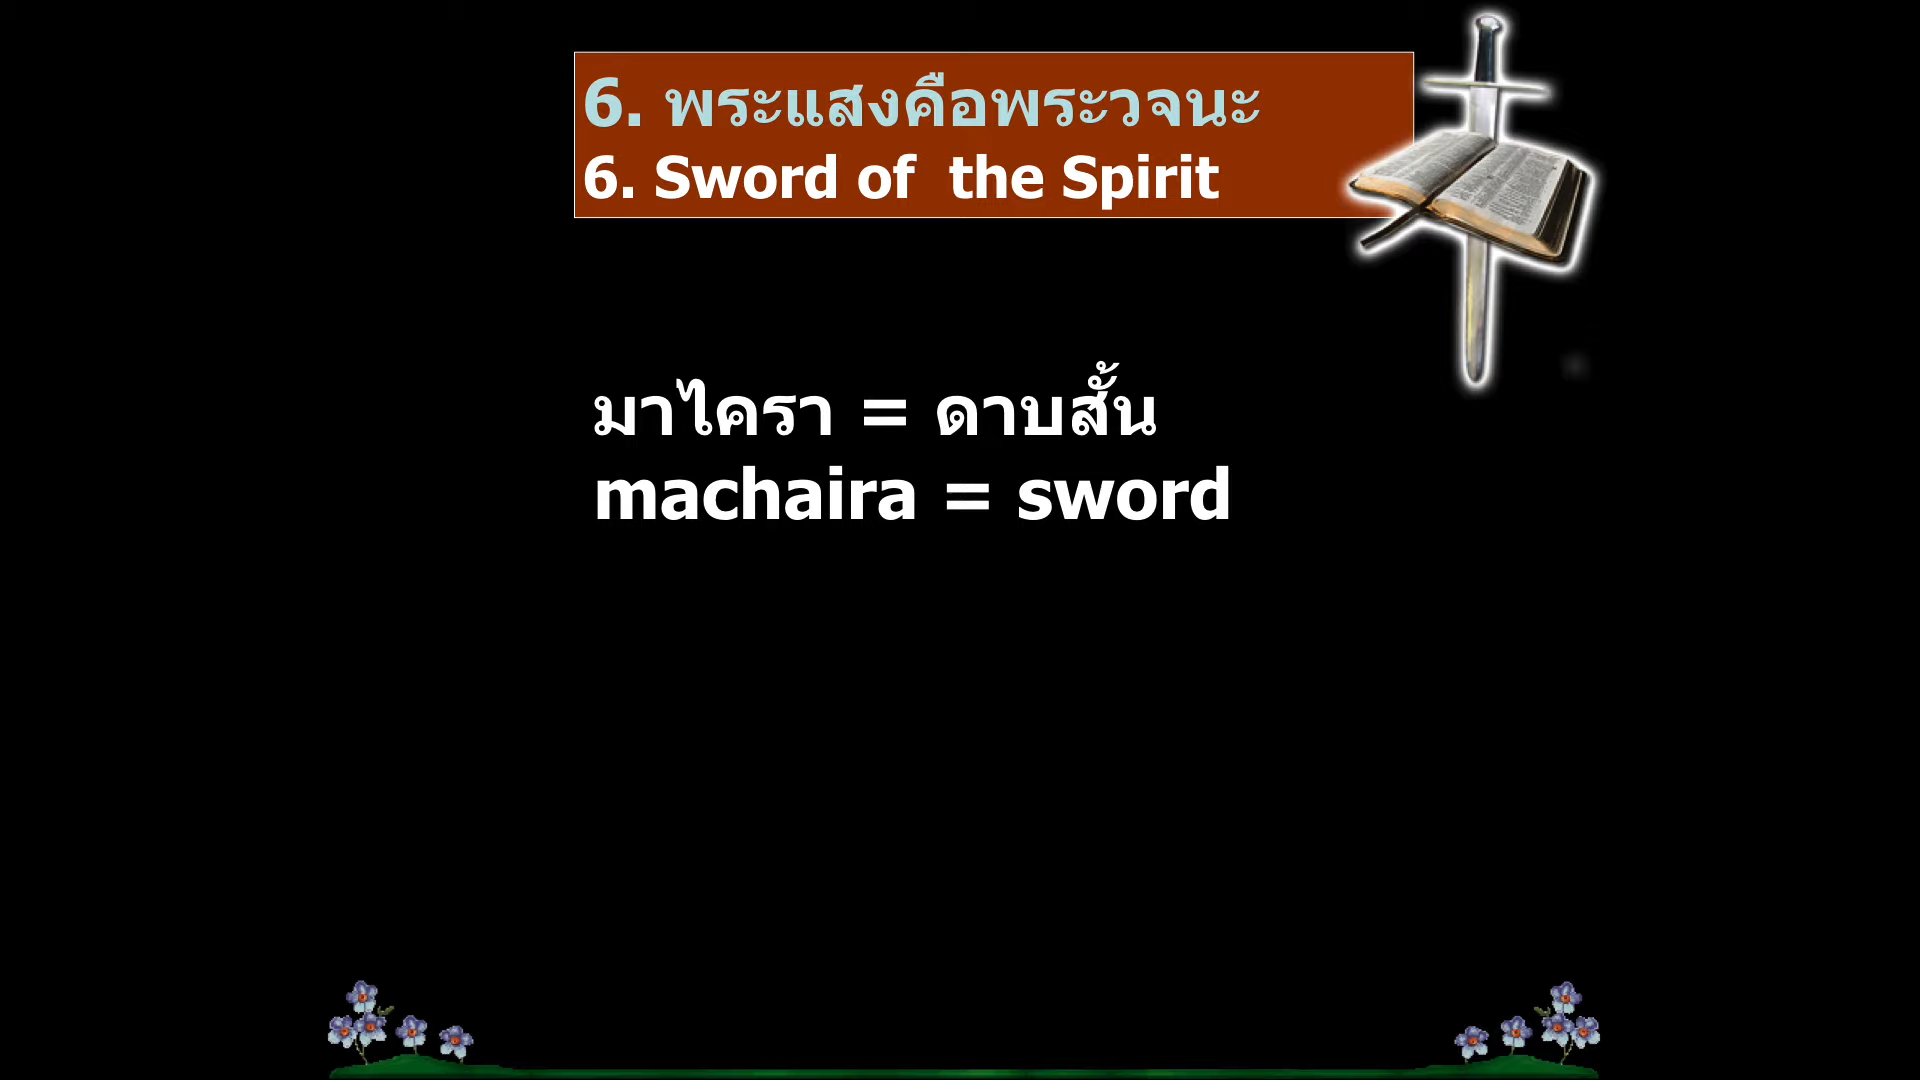 6. พระแสงคือพระวจนะ
6. Sword of  the Spirit
มาไครา = ดาบสั้น
machaira = sword